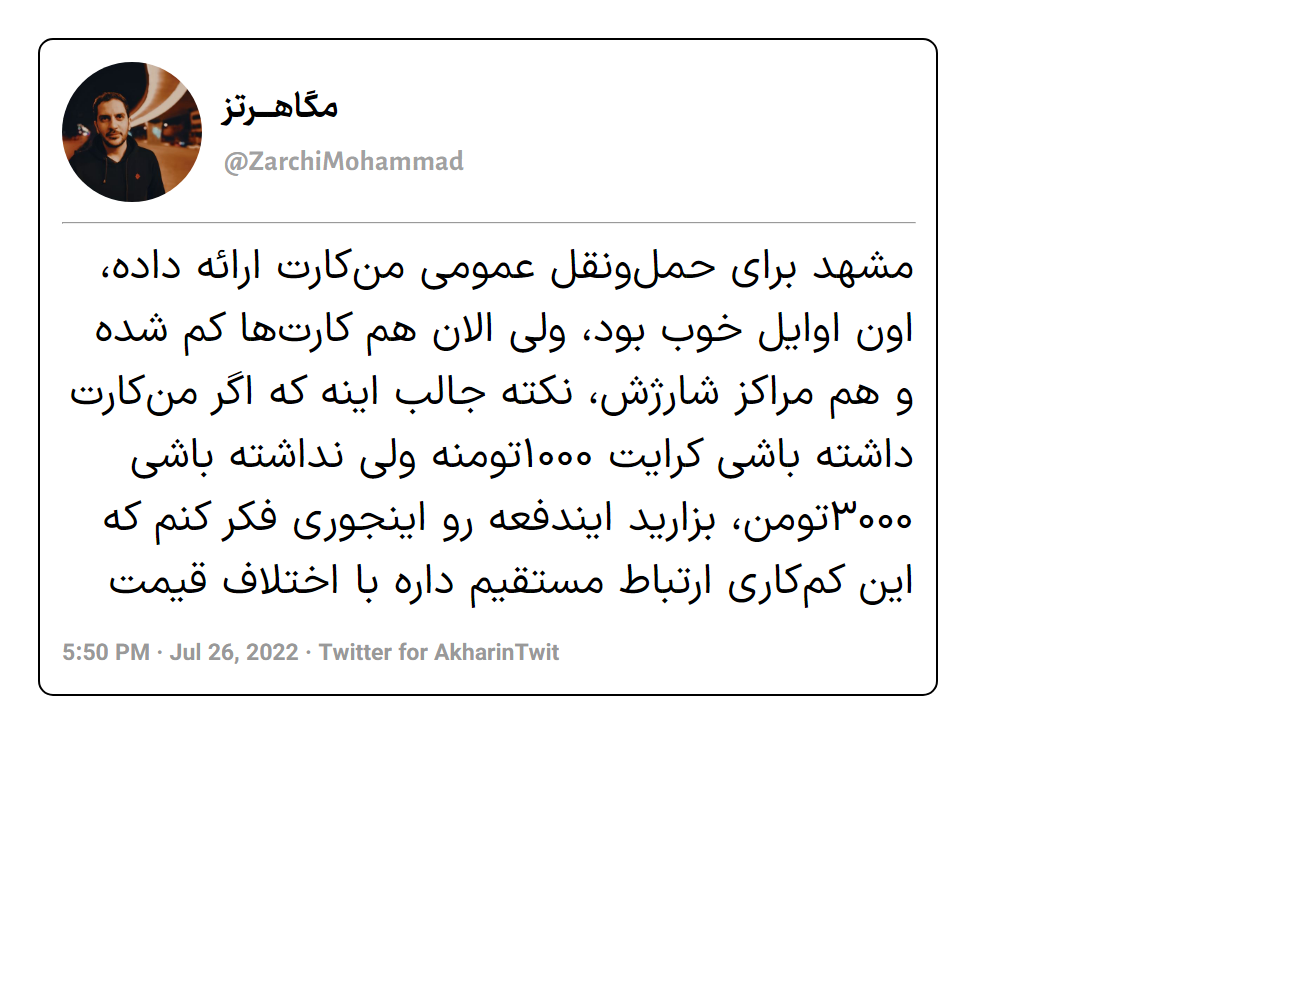 مگاهـرتز
@ZarchiMohammad
مشهد برای حمل‌ونقل عمومی من‌کارت ارائه داده،
اون اوایل خوب بود، ولی الان هم کارت‌ها کم شده
و هم مراکز شارژش، نکته جالب اینه که اگر من‌کارت
داشته باشی کرایت ۱۰۰۰تومنه ولی نداشته باشی
۳۰۰۰تومن، بزارید ایندفعه رو اینجوری فکر کنم که
این کم‌کاری ارتباط مستقیم داره با اختلاف قیمت
5:50 PM · Jul 26, 2022 · Twitter for AkharinTwit